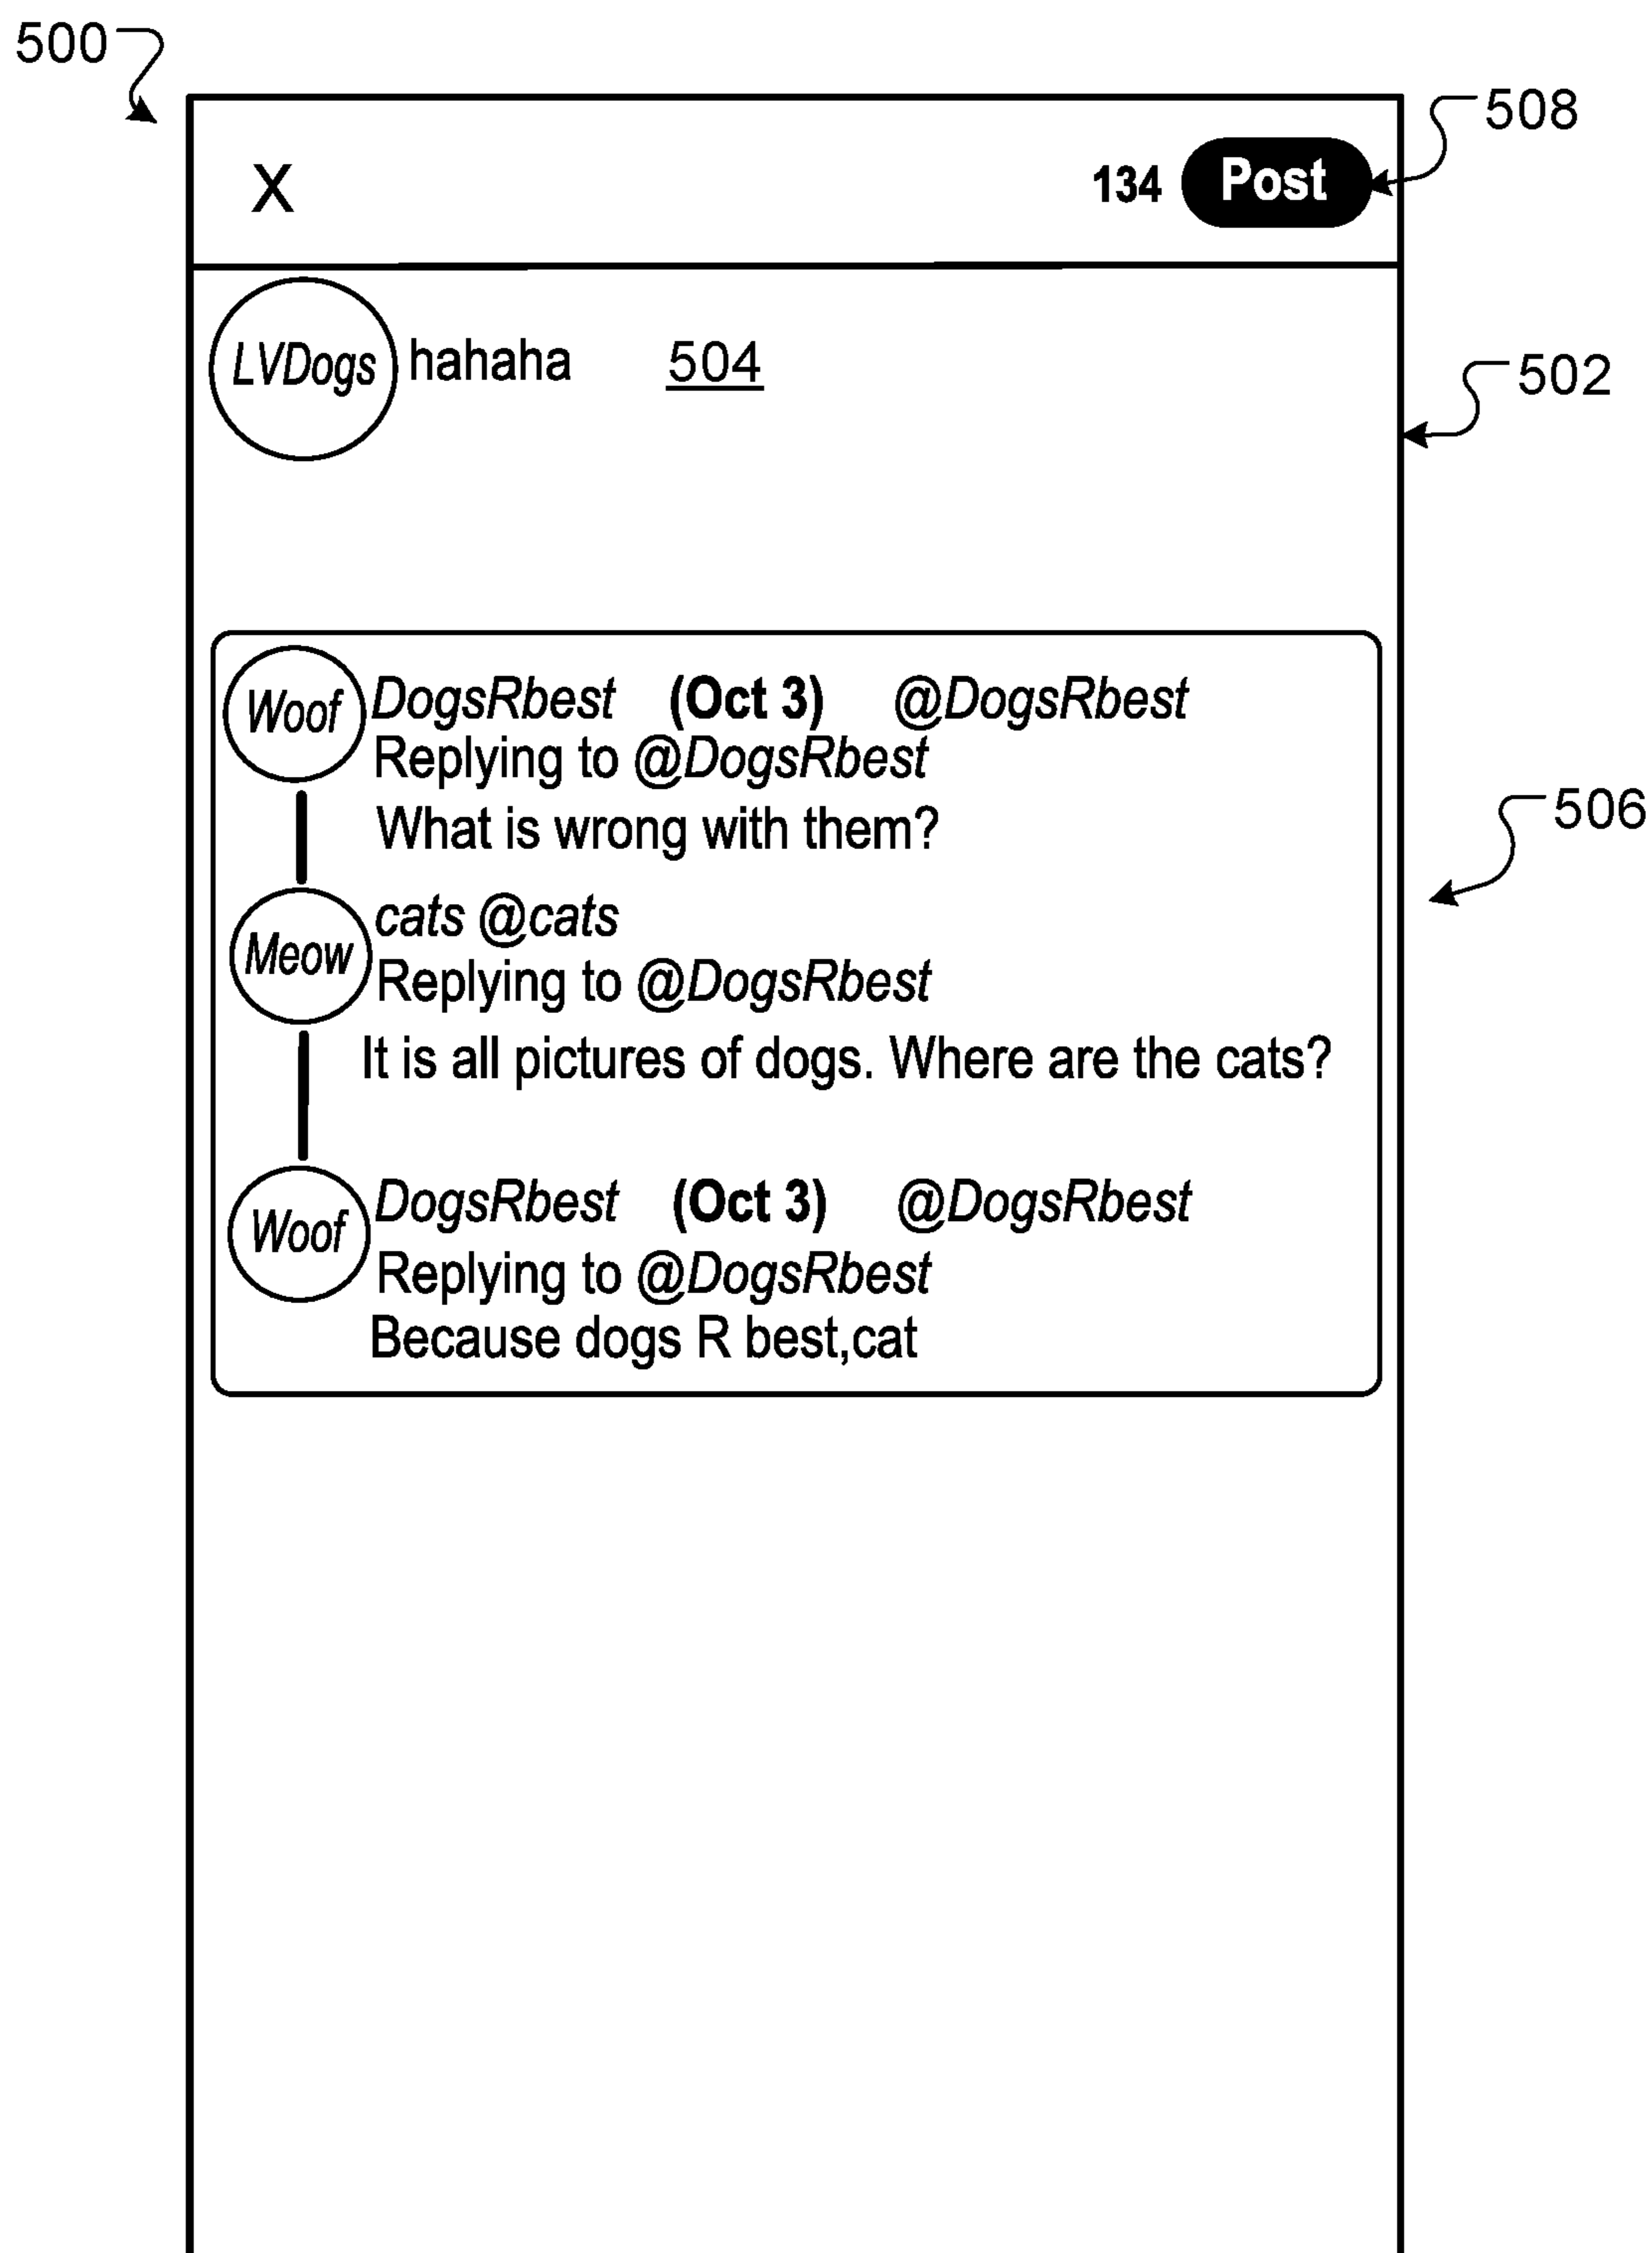 500
508
X 134 Post
LVDogs hahaha 504
502
Woof DogsRbest (Oct 3) @DogsRbest
Replying to @DogsRbest
What is wrong with them?
506
cats @cats
Meow Replying to @DogsRbest
It is all pictures of dogs. Where are the cats?
DogsRbest (Oct 3) @DogsRbest
Woof Replying to @DogsRbest
Because dogs R best,cat